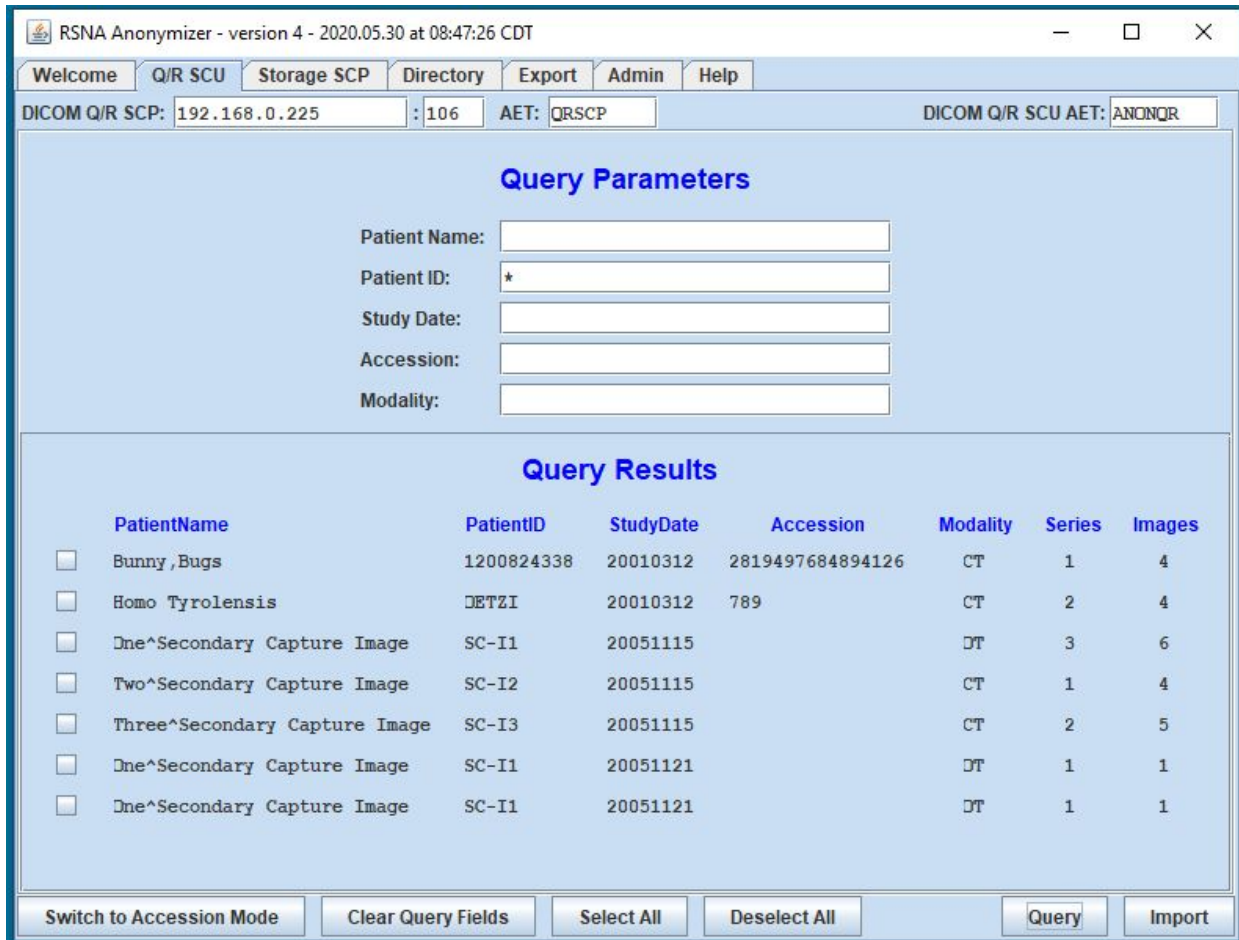 RSNA Anonymizer - version 4 - 2020.05.30 at 08:47:26 CDT
Welcome Q/R SCU Storage SCP Directory Export Admin Help
DICOM Q/R SCP: 192.168.0.225 : 106 AET: QRSCP DICOM Q/R SCU AET: ANONQR
Query Parameters
Patient Name:
Patient ID: *
Study Date:
Accession:
Modality:
Query Results
PatientName PatientID StudyDate Accession Modality Series Images
Bunny,Bugs 1200824338 20010312 2819497684894126 CT 1 4
Homo Tyrolensis OETZI 20010312 789 CT 2 4
One^Secondary Capture Image SC-I1 20051115 OT 3 6
Two^Secondary Capture Image SC-I2 20051115 CT 1 4
Three^Secondary Capture Image SC-I3 20051115 CT 2 5
One^Secondary Capture Image SC-I1 20051121 OT 1 1
One^Secondary Capture Image SC-I1 20051121 OT 1 1
Switch to Accession Mode Clear Query Fields Select All Deselect All Query Import